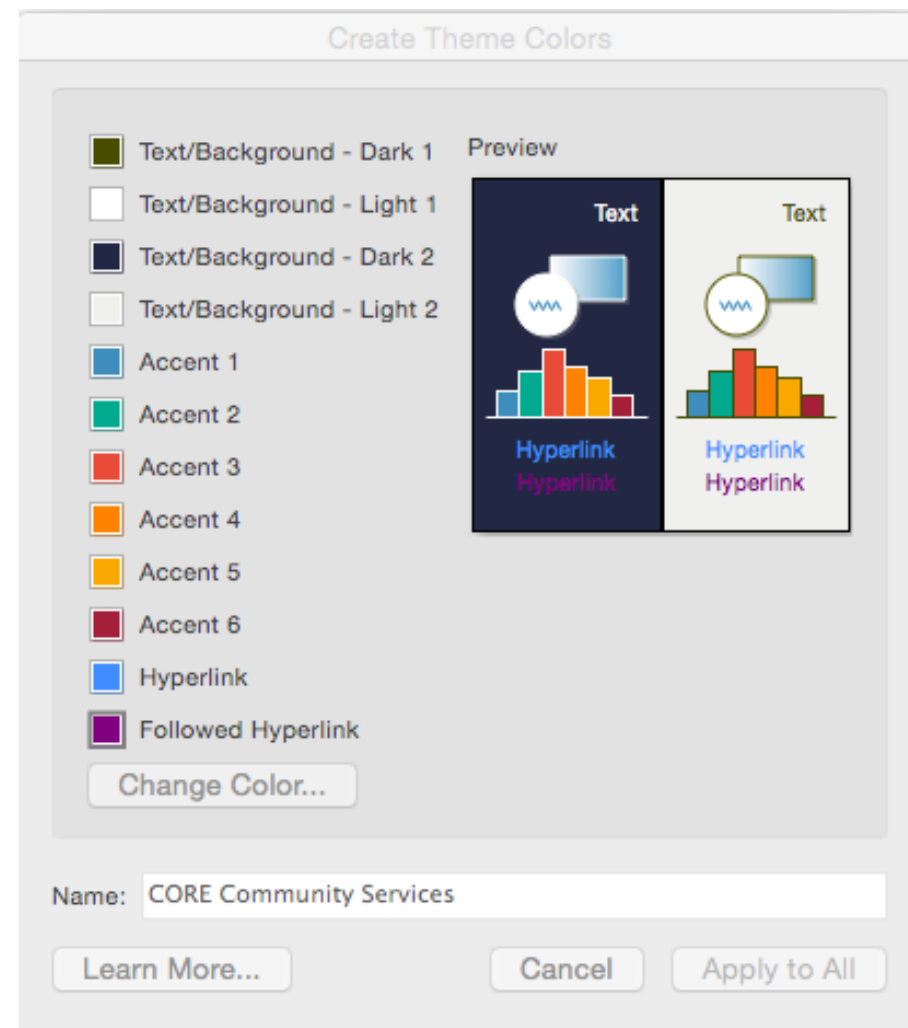 Create Theme Colors
Text/Background - Dark 1
Text/Background - Light 1
Text/Background - Dark 2
Text/Background - Light 2
Accent 1
Accent 2
Accent 3
Accent 4
Accent 5
Accent 6
Hyperlink
Followed Hyperlink
Change Color...
Preview
Text
Hyperlink
Hyperlink
Text
Hyperlink
Hyperlink
Name: CORE Community Services
Learn More...
Cancel
Apply to All